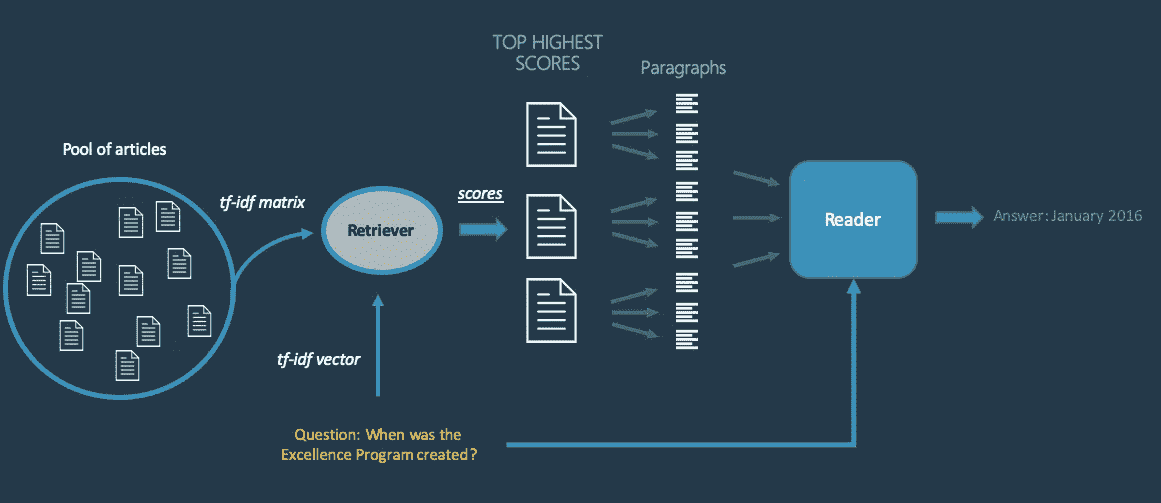 TOP HIGHEST
SCORES
Paragraphs
Pool of articles
tf-idf matrix
scores
Retriever
Reader
Answer: January 2016
tf-idf vector
Question: When was the
Excellence Program created?